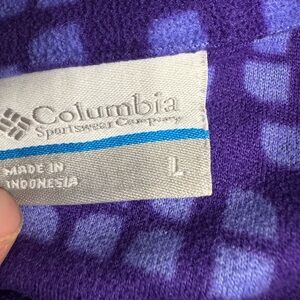 Columbia
Sportswear Company
MADE IN
INDONESIA
L